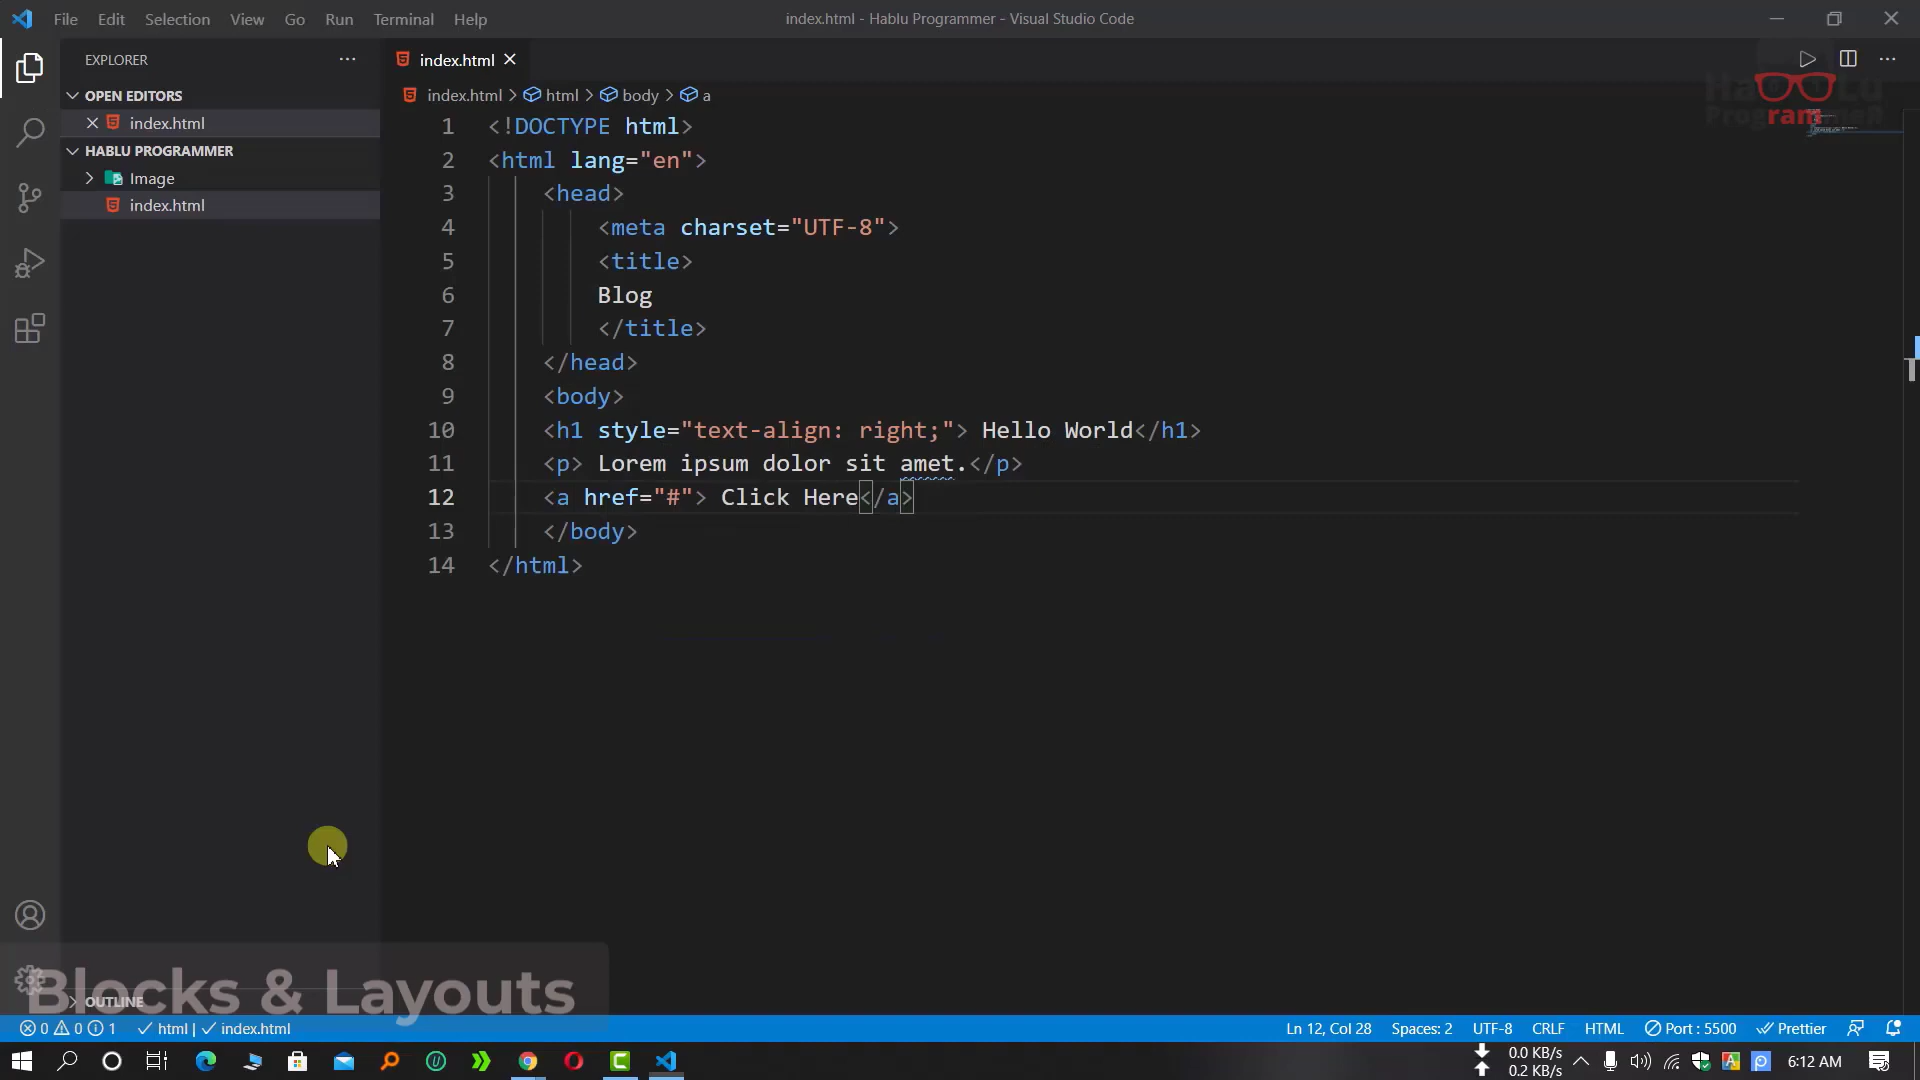 File Edit Selection View Go Run Terminal Help
index.html - Hablu Programmer - Visual Studio Code
EXPLORER
index.html
OPEN EDITORS
index.html > html > body > a
index.html
HABLU PROGRAMMER
Image
index.html
HaBLu
ProgrammeR
1 <!DOCTYPE html>
2 <html lang="en">
3 <head>
4 <meta charset="UTF-8">
5 <title>
6 Blog
7 </title>
8 </head>
9 <body>
10 <h1 style="text-align: right;"> Hello World</h1>
11 <p> Lorem ipsum dolor sit amet.</p>
12 <a href="#"> Click Here</a>
13 </body>
14 </html>
Blocks & Layouts
OUTLINE
0 0 1 html | index.html
Ln 12, Col 28 Spaces: 2 UTF-8 CRLF HTML Port : 5500 Prettier
0.0 KB/s
0.2 KB/s
6:12 AM